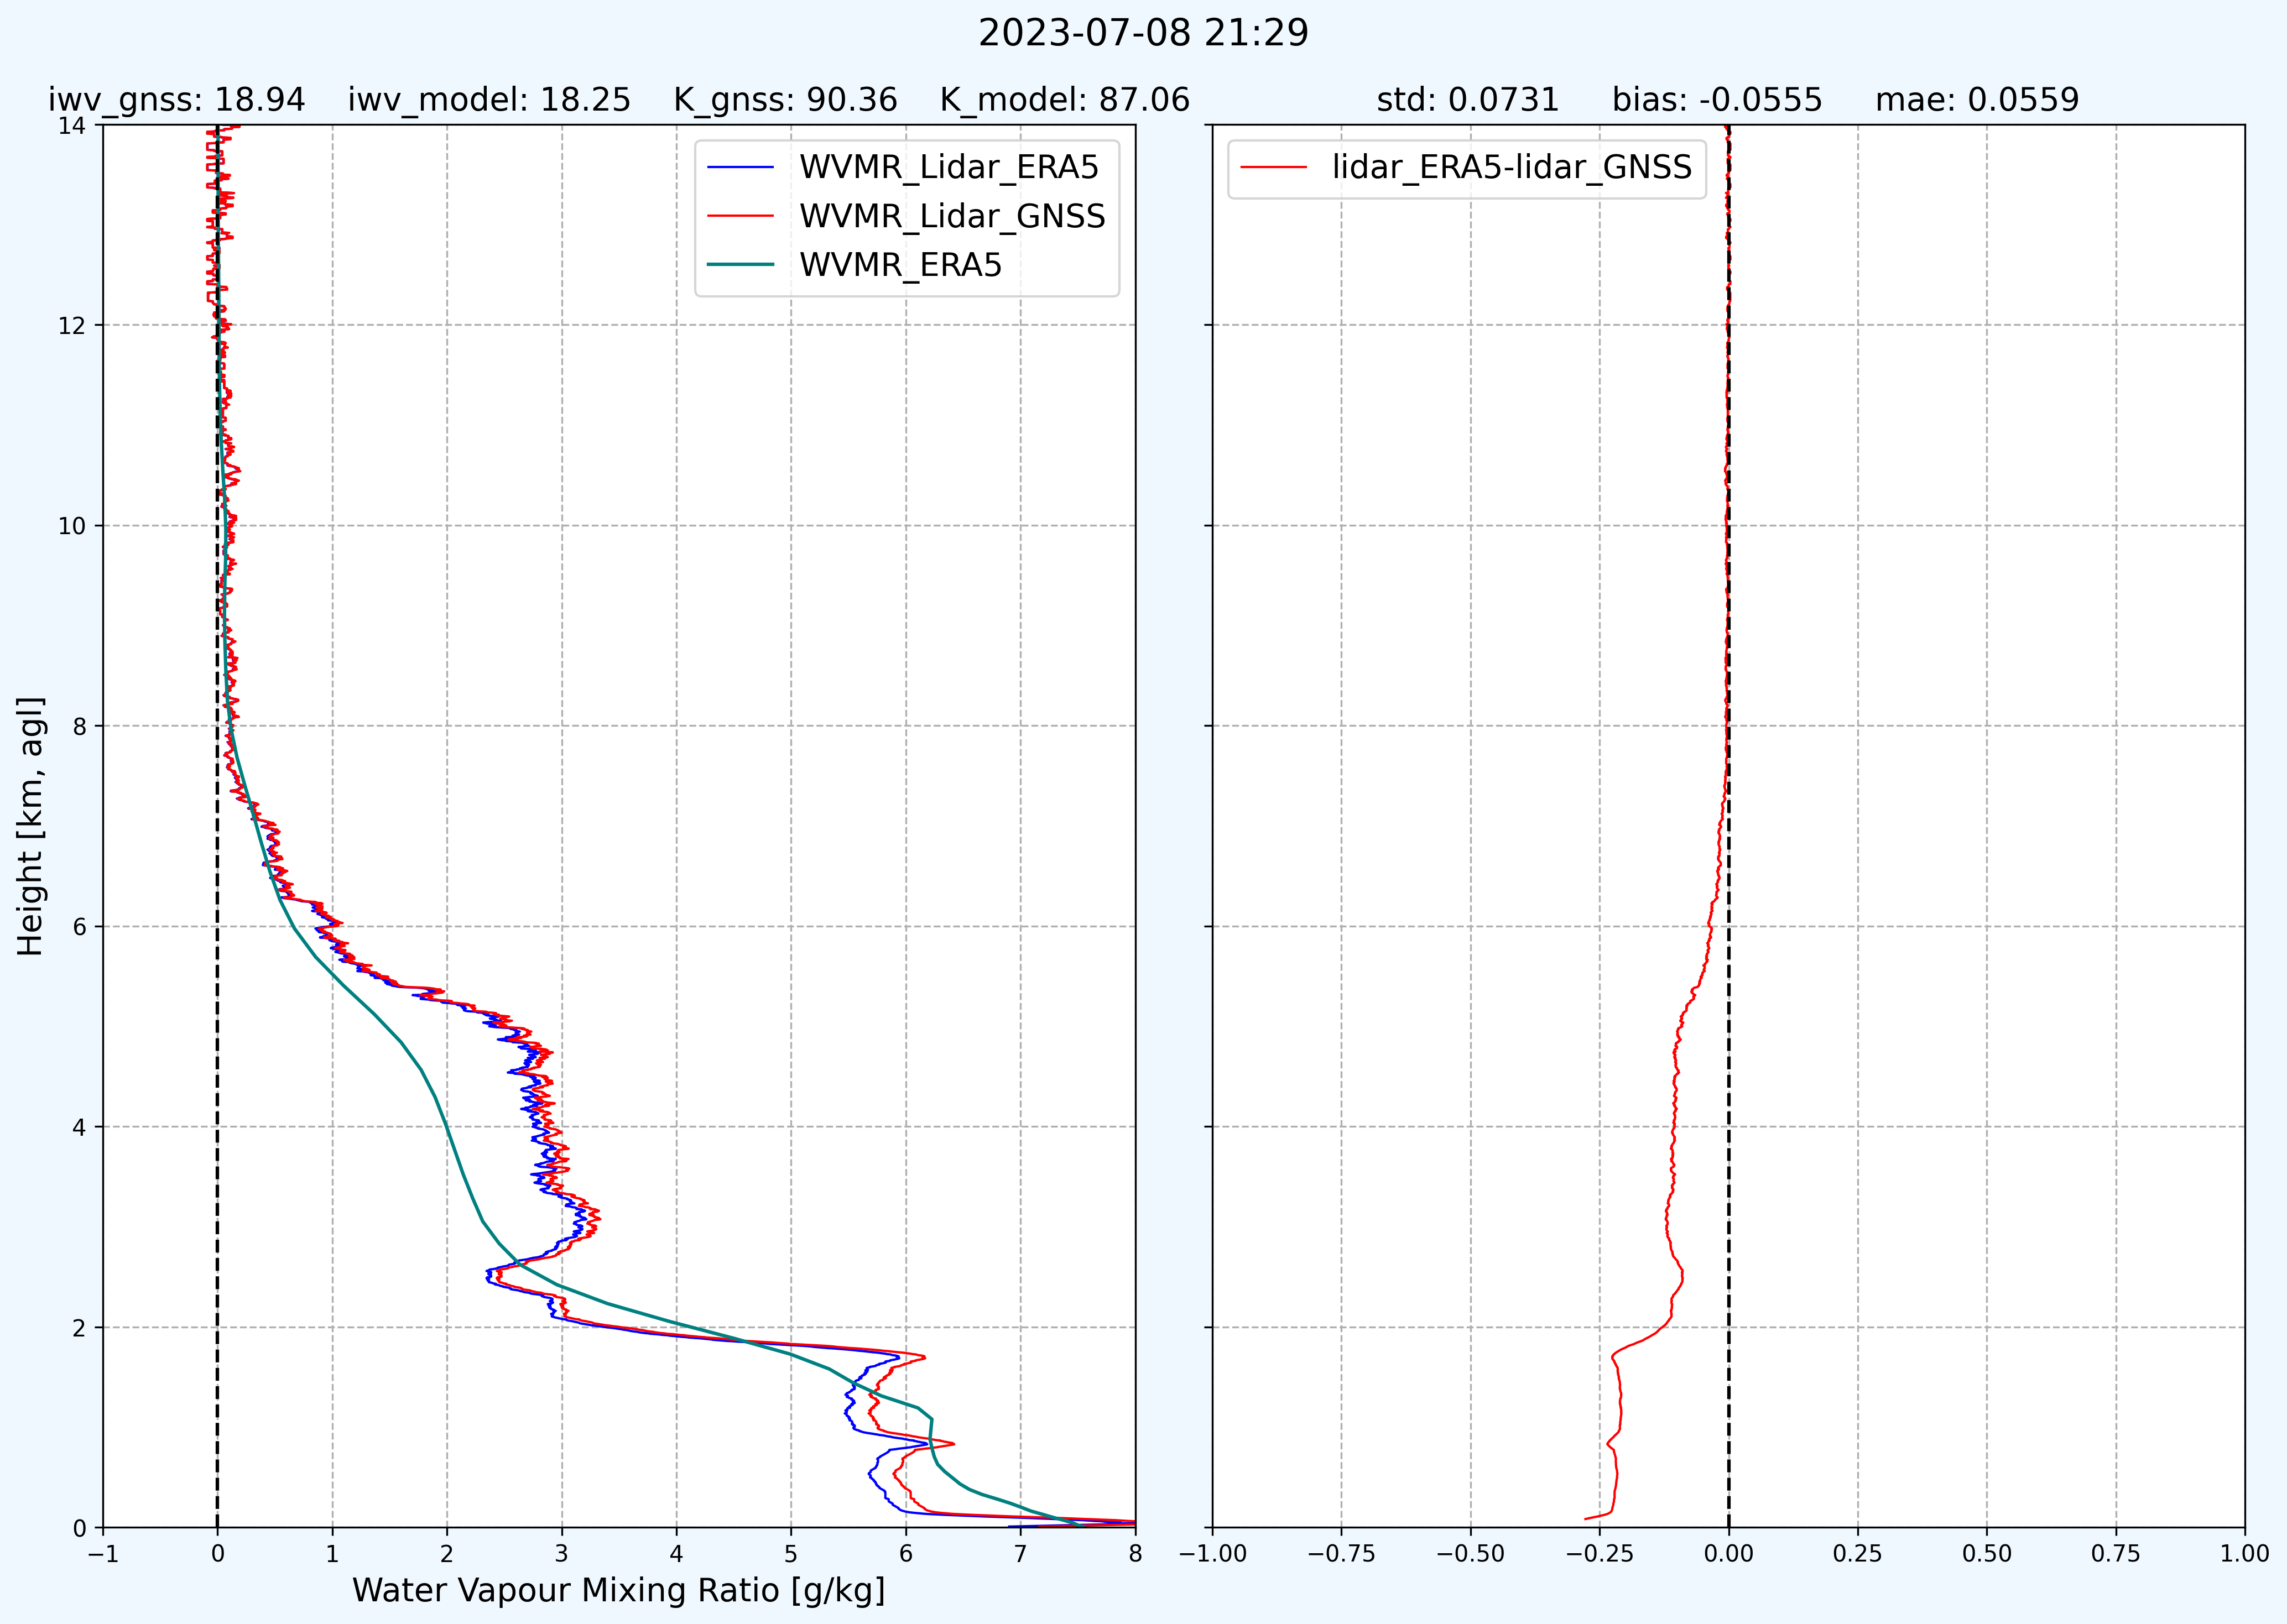 2023-07-08 21:29
iwv_gnss: 18.94 iwv_model: 18.25 K_gnss: 90.36 K_model: 87.06
std: 0.0731 bias: -0.0555 mae: 0.0559
WVMR_Lidar_ERA5
WVMR_Lidar_GNSS
WVMR_ERA5
lidar_ERA5-lidar_GNSS
Height [km, agl]
14
12
10
8
6
4
2
0
−1 0 1 2 3 4 5 6 7 8
Water Vapour Mixing Ratio [g/kg]
−1.00 −0.75 −0.50 −0.25 0.00 0.25 0.50 0.75 1.00